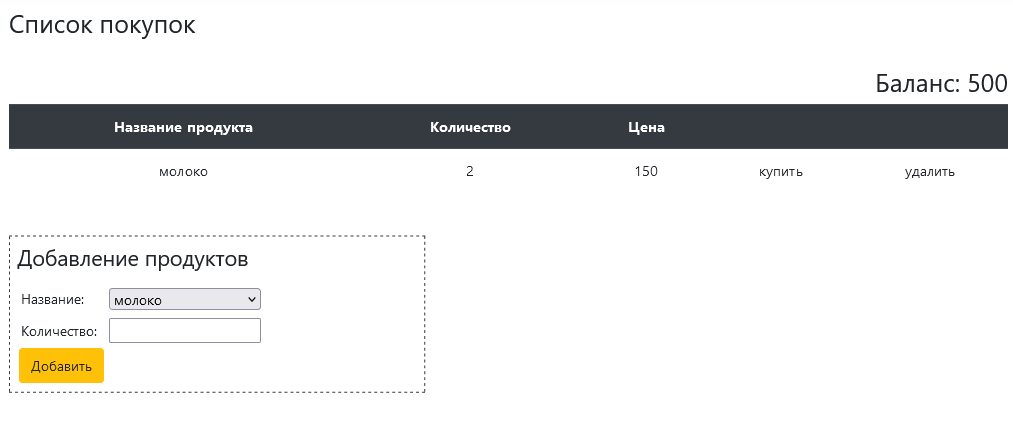 Список покупок
Баланс: 500
Название продукта Количество Цена
молоко 2 150 купить удалить
Добавление продуктов
Название: молоко
Количество:
Добавить